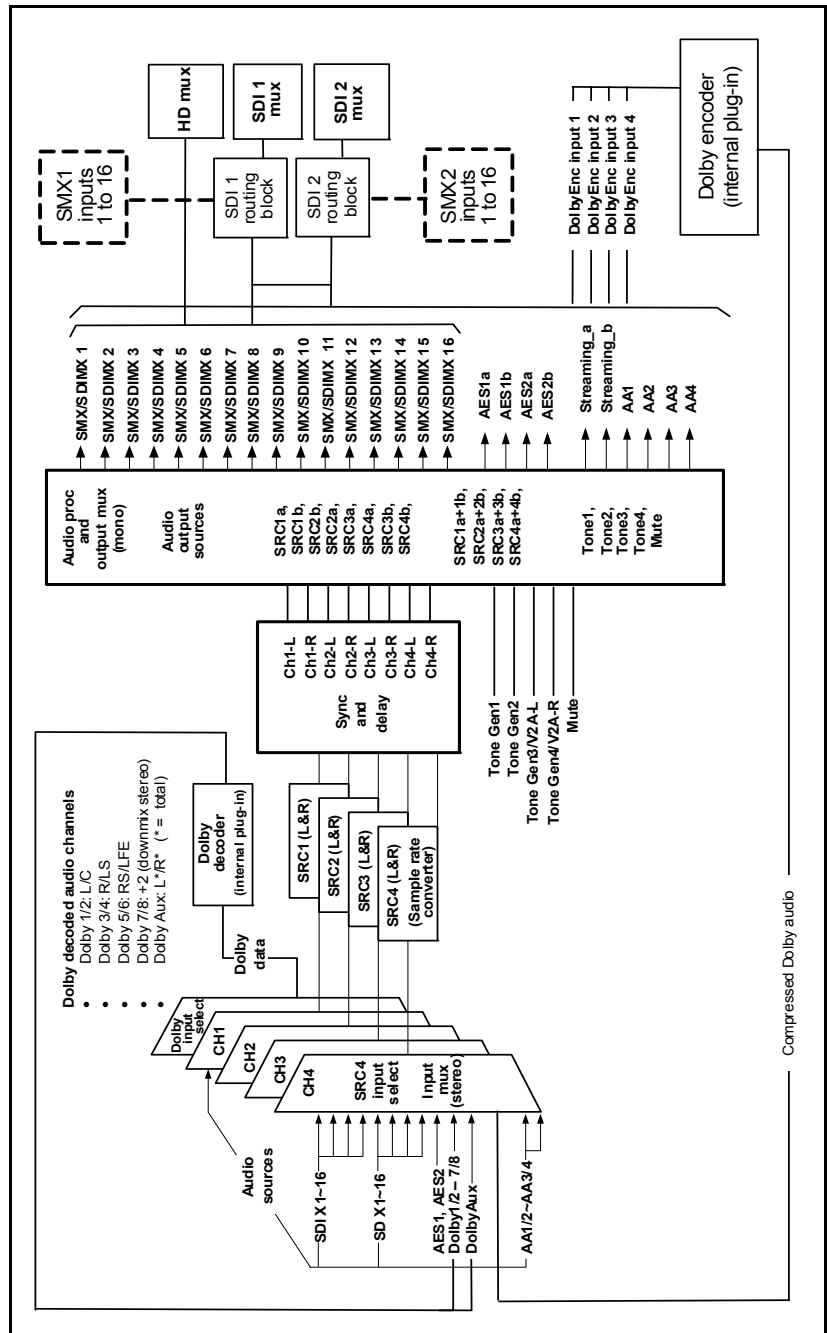 Dolby decoded audio channels
• Dolby 1/2: L/C
• Dolby 3/4: R/LS
• Dolby 5/6: RS/LFE
• Dolby 7/8: +2 (downmix stereo)
• Dolby Aux: L*/R* (* = total)
Audio
sources
SDI X1~16
SD X1~16
AES1, AES2
Dolby1/2 – 7/8
DolbyAux
AA1/2~AA3/4
Dolby
input
select
CH1
CH2
CH3
CH4
SRC4
input
select
Input
mux
(stereo)
Dolby
data
Dolby
decoder
(internal plug-in)
SRC1 (L&R)
SRC2 (L&R)
SRC3 (L&R)
SRC4 (L&R)
(Sample rate
converter)
Sync
and
delay
Ch1-L
Ch1-R
Ch2-L
Ch2-R
Ch3-L
Ch3-R
Ch4-L
Ch4-R
Tone Gen1
Tone Gen2
Tone Gen3/V2A-L
Tone Gen4/V2A-R
Mute
Audio proc
and
output mux
(mono)
Audio
output
sources
SRC1a,
SRC1b,
SRC2b,
SRC2a,
SRC3a,
SRC4a,
SRC3b,
SRC4b,
SRC1a+1b,
SRC2a+2b,
SRC3a+3b,
SRC4a+4b,
Tone1,
Tone2,
Tone3,
Tone4,
Mute
SMX/SDIMX 1
SMX/SDIMX 2
SMX/SDIMX 3
SMX/SDIMX 4
SMX/SDIMX 5
SMX/SDIMX 6
SMX/SDIMX 7
SMX/SDIMX 8
SMX/SDIMX 9
SMX/SDIMX 10
SMX/SDIMX 11
SMX/SDIMX 12
SMX/SDIMX 13
SMX/SDIMX 14
SMX/SDIMX 15
SMX/SDIMX 16
AES1a
AES1b
AES2a
AES2b
Streaming_a
Streaming_b
AA1
AA2
AA3
AA4
SMX1
inputs
1 to 16
HD mux
SDI 1
mux
SDI 2
mux
SDI 1
routing
block
SDI 2
routing
block
SMX2
inputs
1 to 16
DolbyEnc input 1
DolbyEnc input 2
DolbyEnc input 3
DolbyEnc input 4
Dolby encoder
(internal plug-in)
Compressed Dolby audio